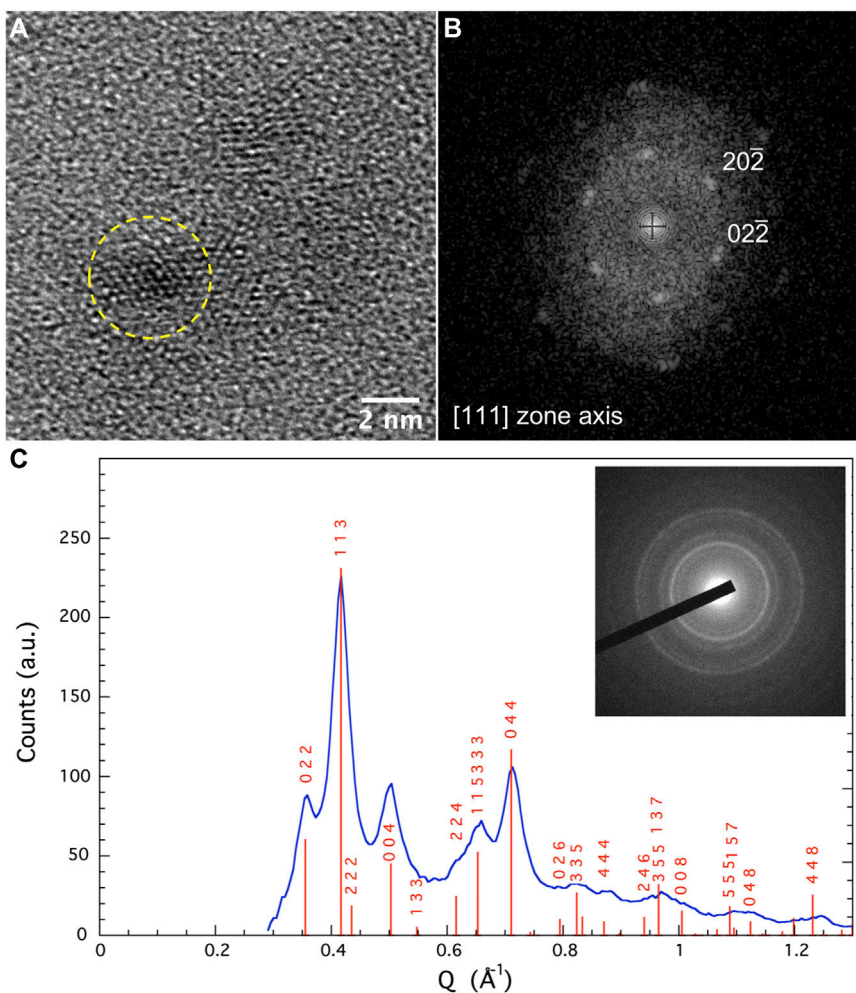 A
2 nm
B
202̄
022̄
[111] zone axis
C
Counts (a.u.)
250
200
150
100
50
0
0 2 2
1 1 3
2 2 2
0 0 4
1 3 3
2 2 4
1 1 5 3 3 3
0 4 4
0 2 6
3 3 5
4 4 4
2 4 6
3 5 5 1 3 7
0 0 8
5 5 5 1 5 7
0 4 8
4 4 8
0
0.2
0.4
0.6
0.8
1
1.2
Q (Å⁻¹)